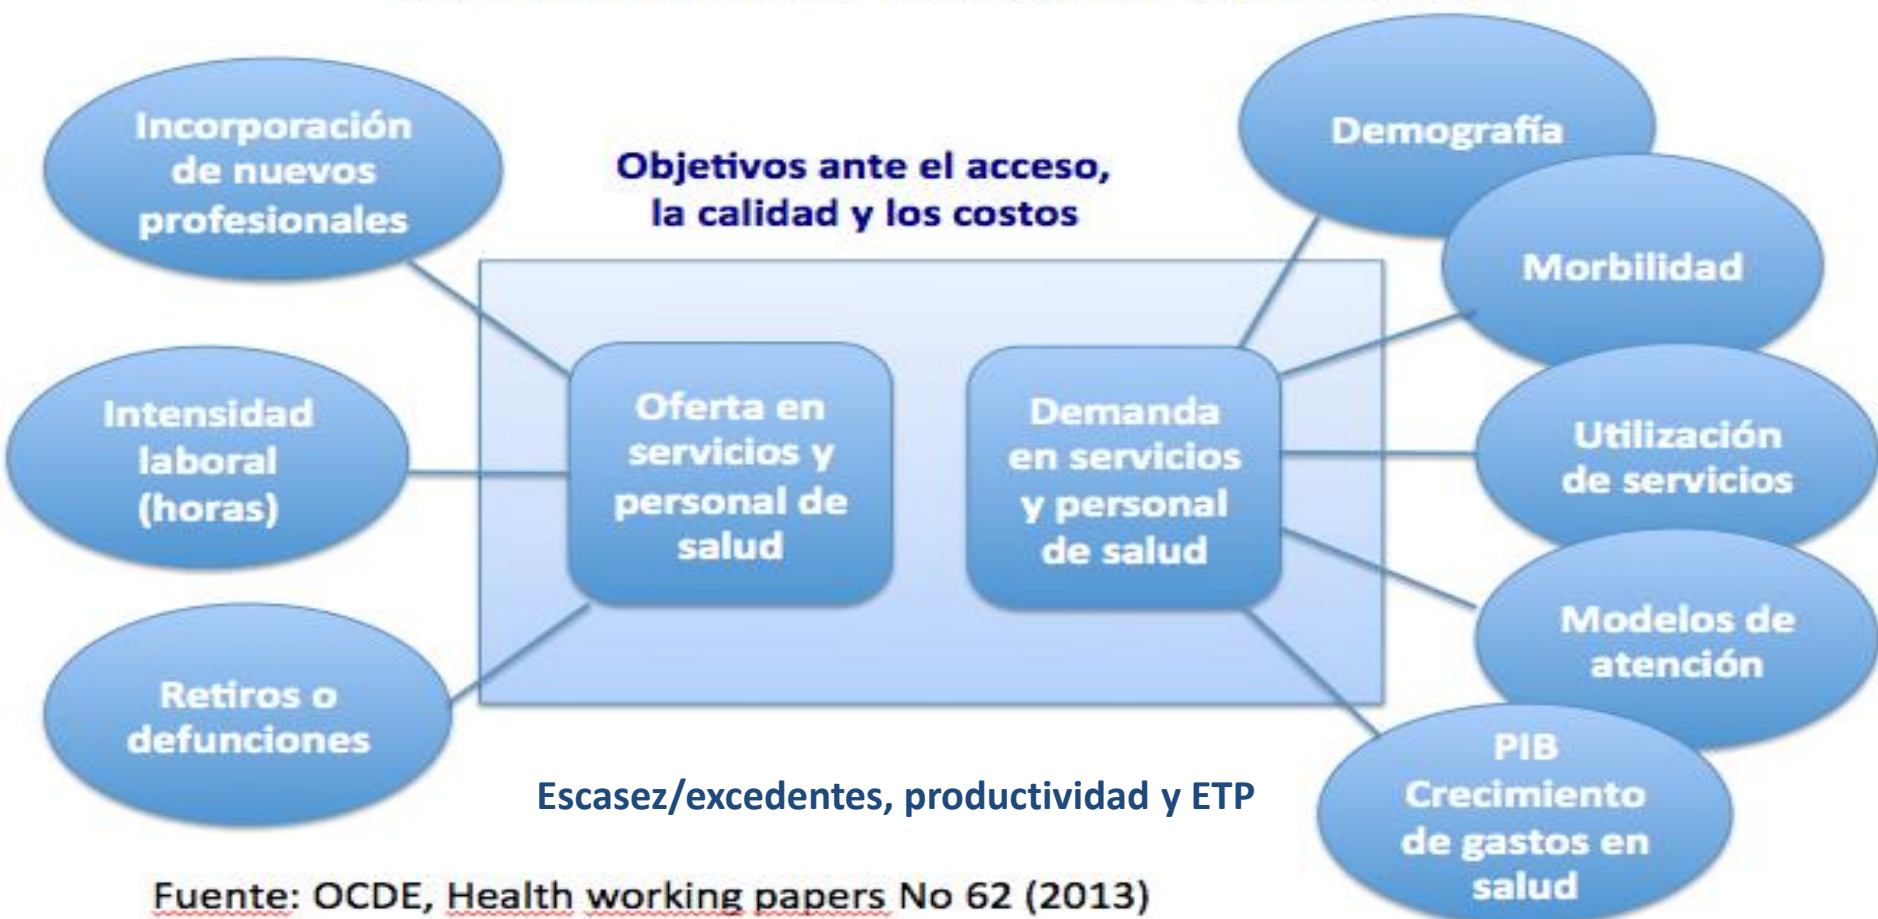 Incorporación
de nuevos
profesionales
Intensidad
laboral
(horas)
Retiros o
defunciones
Objetivos ante el acceso,
la calidad y los costos
Oferta en
servicios y
personal de
salud
Demanda
en servicios
y personal
de salud
Demografía
Morbilidad
Utilización
de servicios
Modelos de
atención
PIB
Crecimiento
de gastos en
salud
Escasez/excedentes, productividad y ETP
Fuente: OCDE, Health working papers No 62 (2013)